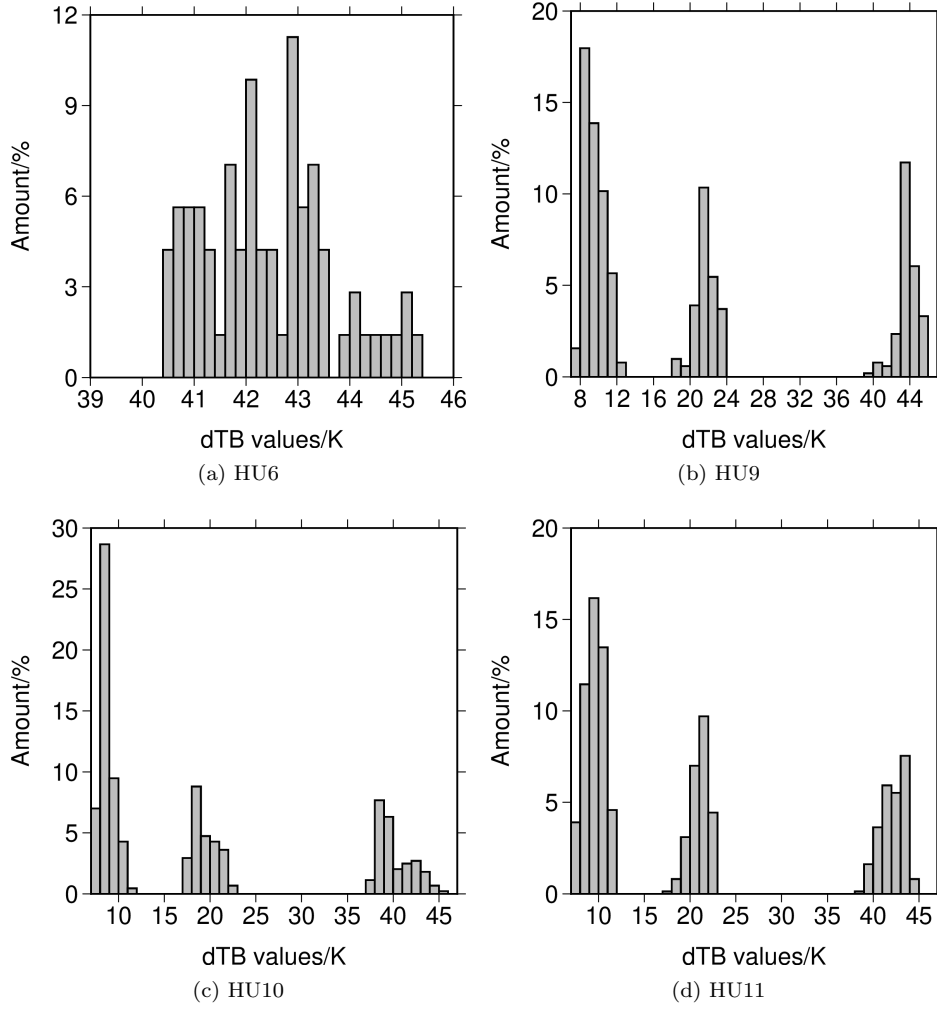 12
9
6
3
0
Amount/%
39 40 41 42 43 44 45 46
dTB values/K
(a) HU6
20
15
10
5
0
Amount/%
8 12 16 20 24 28 32 36 40 44
dTB values/K
(b) HU9
30
25
20
15
10
5
0
Amount/%
10 15 20 25 30 35 40 45
dTB values/K
(c) HU10
20
15
10
5
0
Amount/%
10 15 20 25 30 35 40 45
dTB values/K
(d) HU11